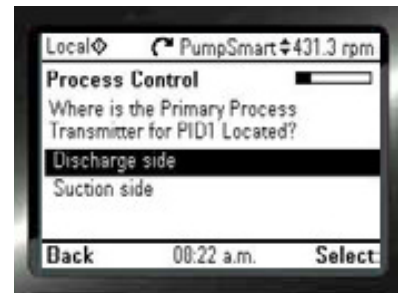 Local PumpSmart 431.3 rpm
Process Control
Where is the Primary Process
Transmitter for PID1 Located?
Discharge side
Suction side
Back 08:22 a.m. Select